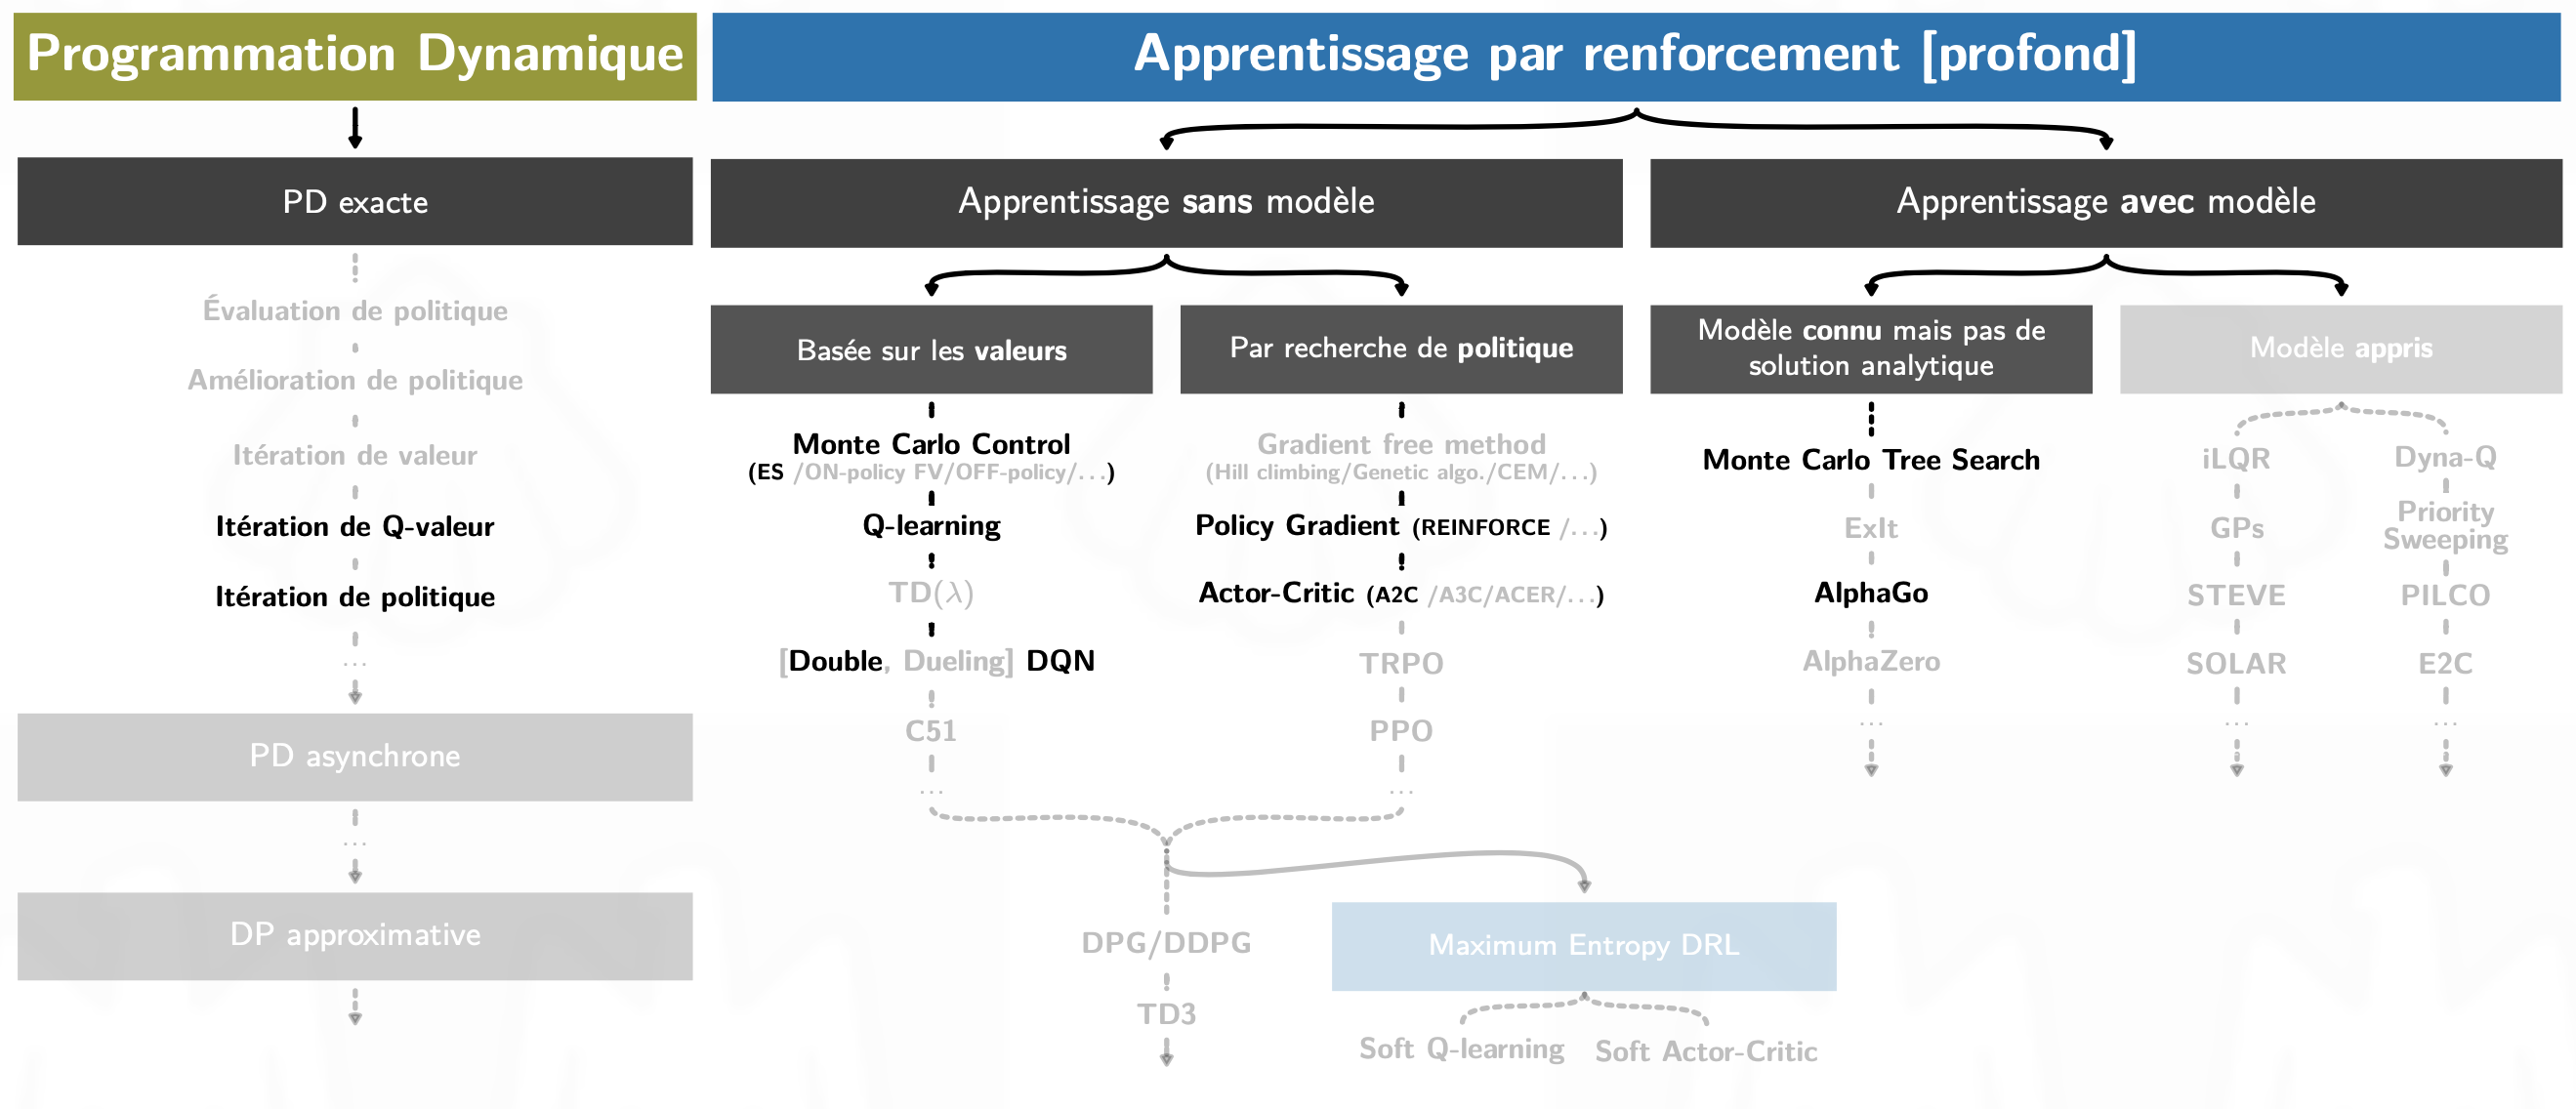 Programmation Dynamique
Apprentissage par renforcement [profond]
PD exacte
Évaluation de politique
Amélioration de politique
Itération de valeur
Itération de Q-valeur
Itération de politique
...
PD asynchrone
...
DP approximative
Apprentissage sans modèle
Basée sur les valeurs
Monte Carlo Control
(ES /ON-policy FV/OFF-policy/...)
Q-learning
TD(λ)
[Double, Dueling] DQN
C51
...
Par recherche de politique
Gradient free method
(Hill climbing/Genetic algo./CEM/...)
Policy Gradient (REINFORCE /...)
Actor-Critic (A2C /A3C/ACER/...)
TRPO
PPO
...
DPG/DDPG
TD3
Maximum Entropy DRL
Soft Q-learning
Soft Actor-Critic
Apprentissage avec modèle
Modèle connu mais pas de
solution analytique
Monte Carlo Tree Search
ExIt
AlphaGo
AlphaZero
...
Modèle appris
iLQR
GPs
STEVE
SOLAR
...
Dyna-Q
Priority
Sweeping
PILCO
E2C
...